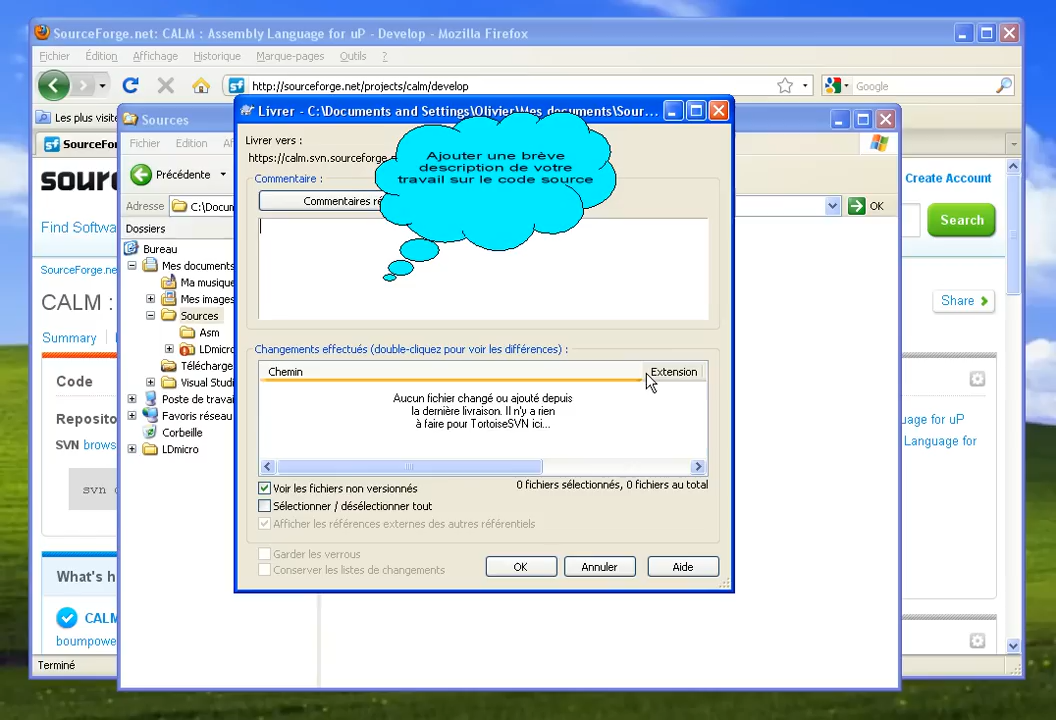 SourceForge.net: CALM : Assembly Language for uP - Develop - Mozilla Firefox
Fichier Édition Affichage Historique Marque-pages Outils ?
http://sourceforge.net/projects/calm/develop
Google
Les plus visité
SourceFor
Sources
Fichier Edition Af
Précédente
Adresse C:\Docum OK
Dossiers
Bureau
Mes documents
Ma musique
Mes images
Sources
Asm
LDmicro
Télécharge
Visual Studi
Poste de travai
Favoris réseau
Corbeille
LDmicro
Livrer - C:\Documents and Settings\Olivier\Mes documents\Sour...
Livrer vers :
https://calm.svn.sourceforge.
Commentaire :
Commentaires ré
Ajouter une brève
description de votre
travail sur le code source
Changements effectués (double-cliquez pour voir les différences) :
Chemin Extension
Aucun fichier changé ou ajouté depuis
la dernière livraison. Il n'y a rien
à faire pour TortoiseSVN ici...
Voir les fichiers non versionnés
0 fichiers sélectionnés, 0 fichiers au total
Sélectionner / désélectionner tout
Afficher les références externes des autres référentiels
Garder les verrous
Conserver les listes de changements
OK Annuler Aide
sour
Create Account
Find Softwa
Search
SourceForge.ne
CALM :
Share
Summary
Code
Reposito
SVN brows
svn c
uage for uP
Language for
What's h
CALM
boumpowe
Terminé